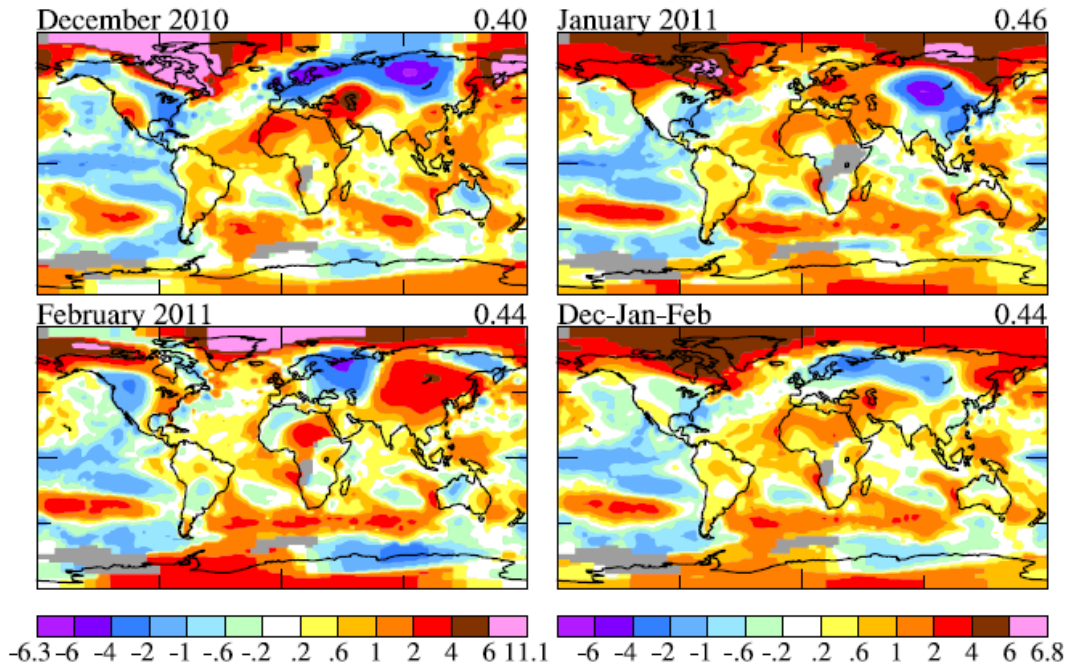 December 2010 0.40
January 2011 0.46
February 2011 0.44
Dec-Jan-Feb 0.44
-6.3 -6 -4 -2 -1 -.6 -.2 .2 .6 1 2 4 6 11.1
-6 -4 -2 -1 -.6 -.2 .2 .6 1 2 4 6 6.8